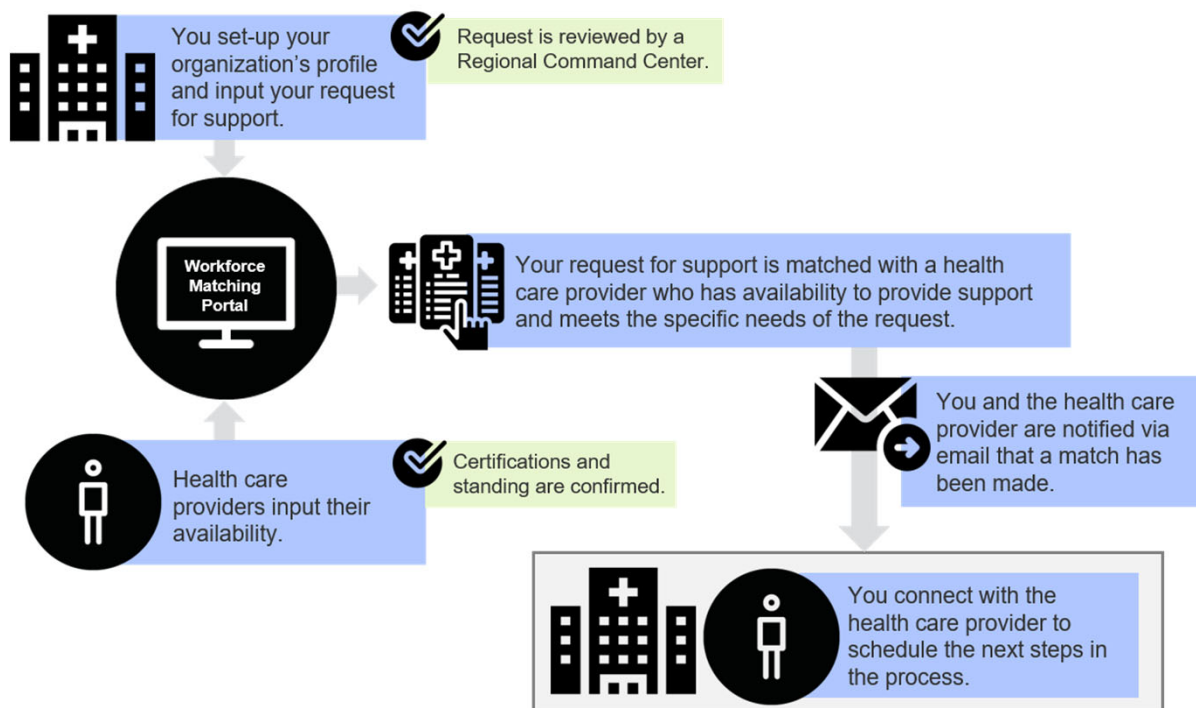 You set-up your
organization's profile
and input your request
for support.
Request is reviewed by a
Regional Command Center.
Workforce
Matching
Portal
Your request for support is matched with a health
care provider who has availability to provide support
and meets the specific needs of the request.
Health care
providers input their
availability.
Certifications and
standing are confirmed.
You and the health care
provider are notified via
email that a match has
been made.
You connect with the
health care provider to
schedule the next steps in
the process.